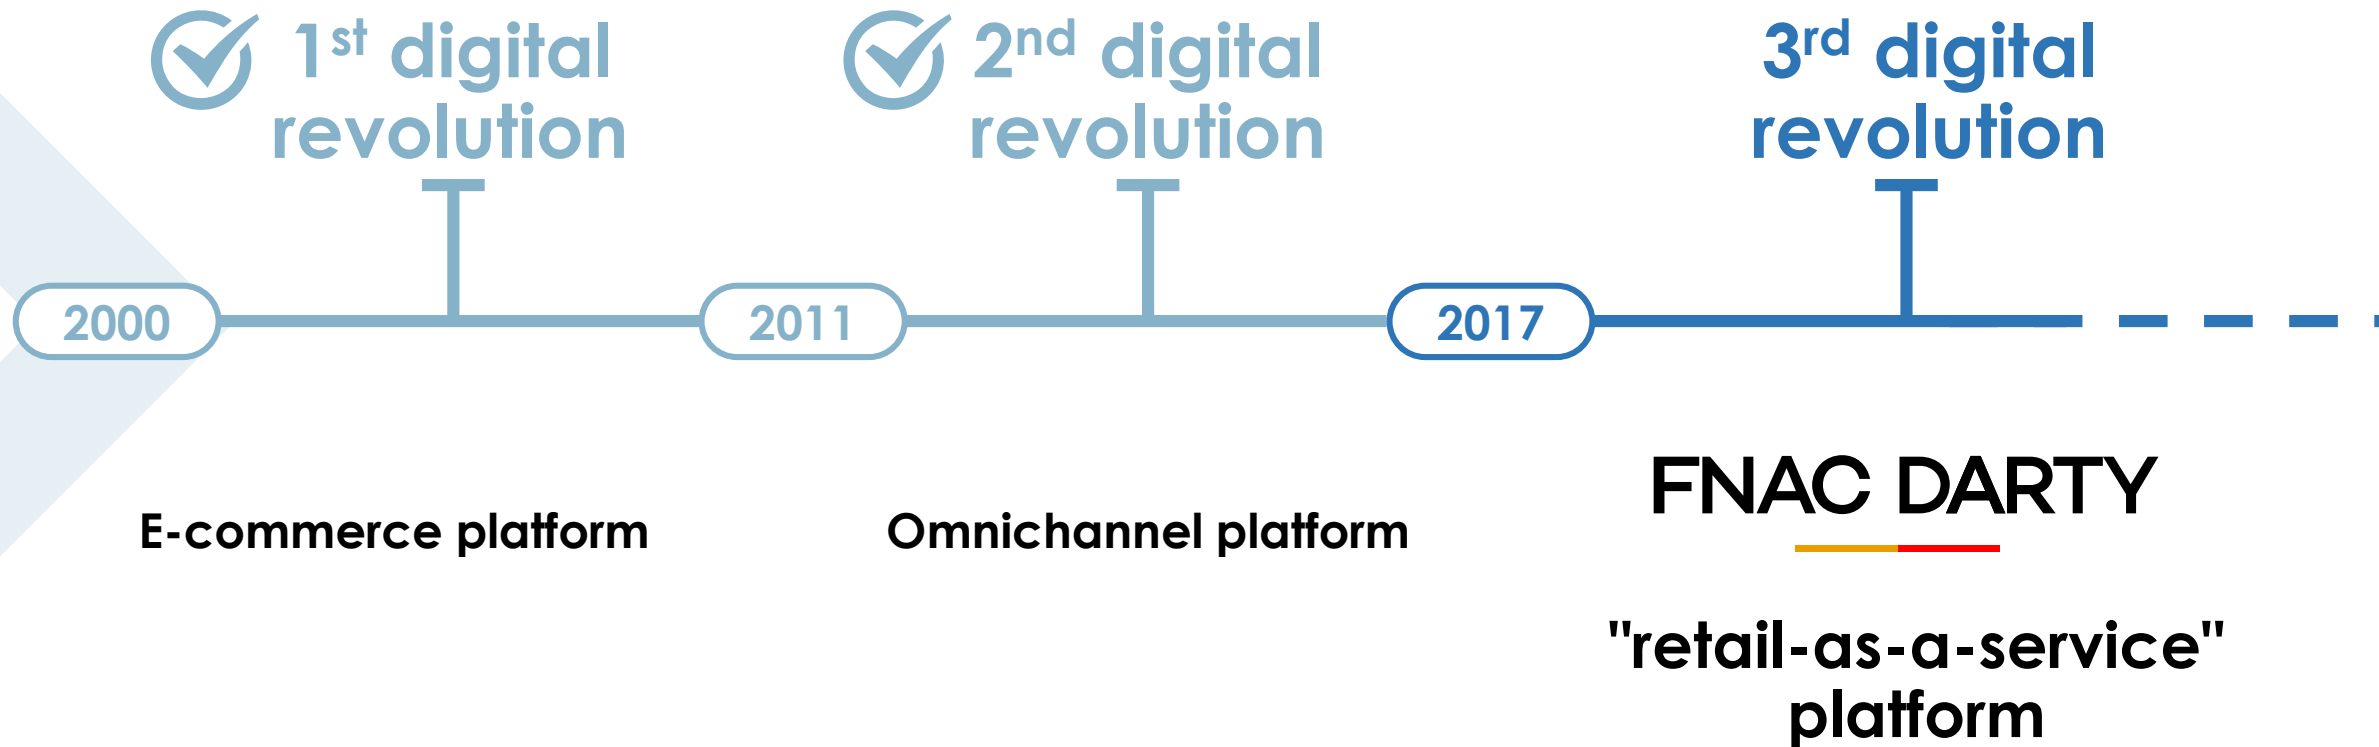 1st digital
revolution
2nd digital
revolution
3rd digital
revolution
2000
2011
2017
E-commerce platform
Omnichannel platform
FNAC DARTY
"retail-as-a-service"
platform